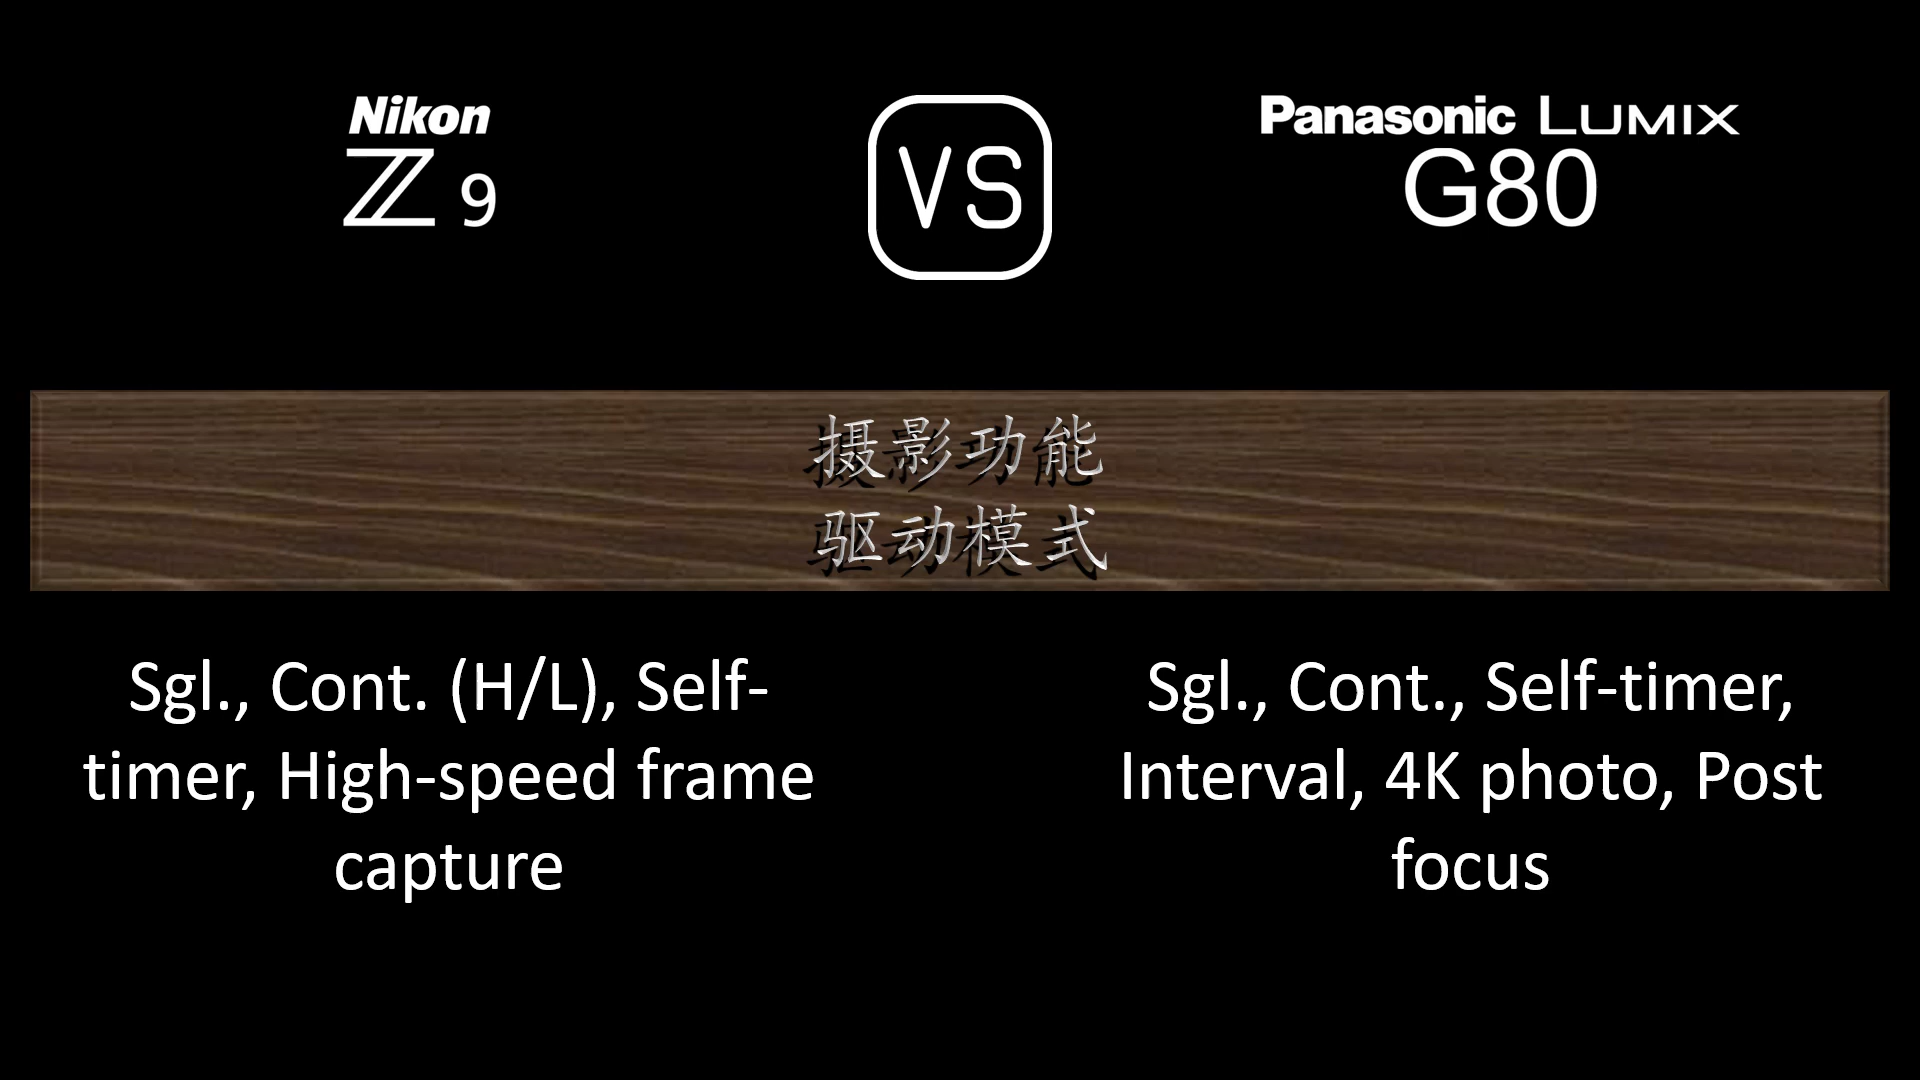 Nikon
Z 9
VS
Panasonic LUMIX
G80
摄影功能
驱动模式
Sgl., Cont. (H/L), Self-
timer, High-speed frame
capture
Sgl., Cont., Self-timer,
Interval, 4K photo, Post
focus